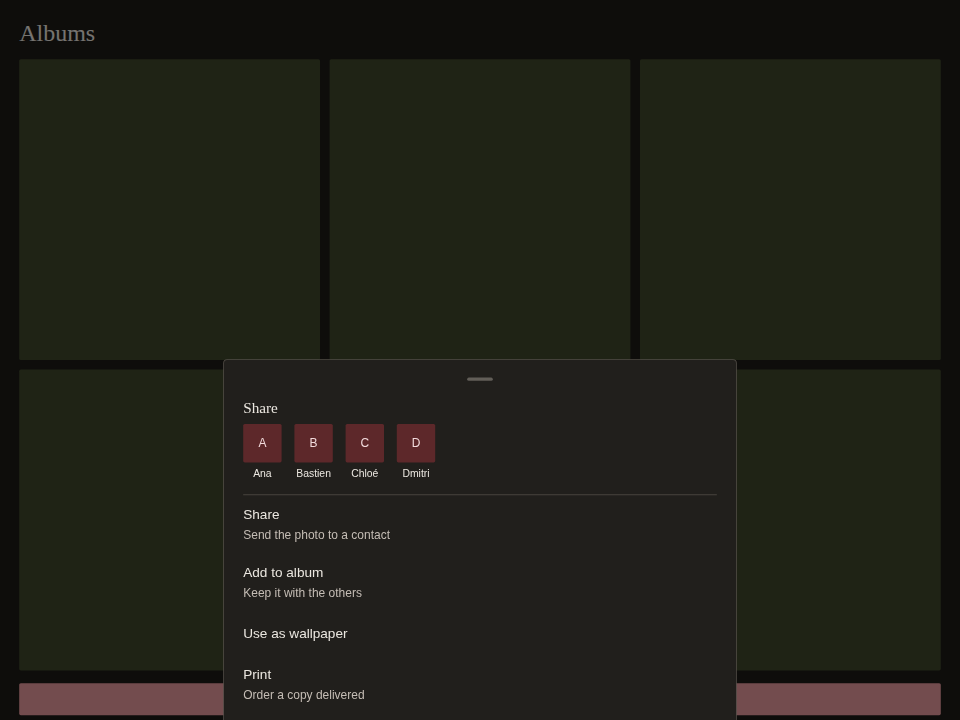 Albums
Share
A B C D
Ana Bastien Chloé Dmitri
Share
Send the photo to a contact
Add to album
Keep it with the others
Use as wallpaper
Print
Order a copy delivered